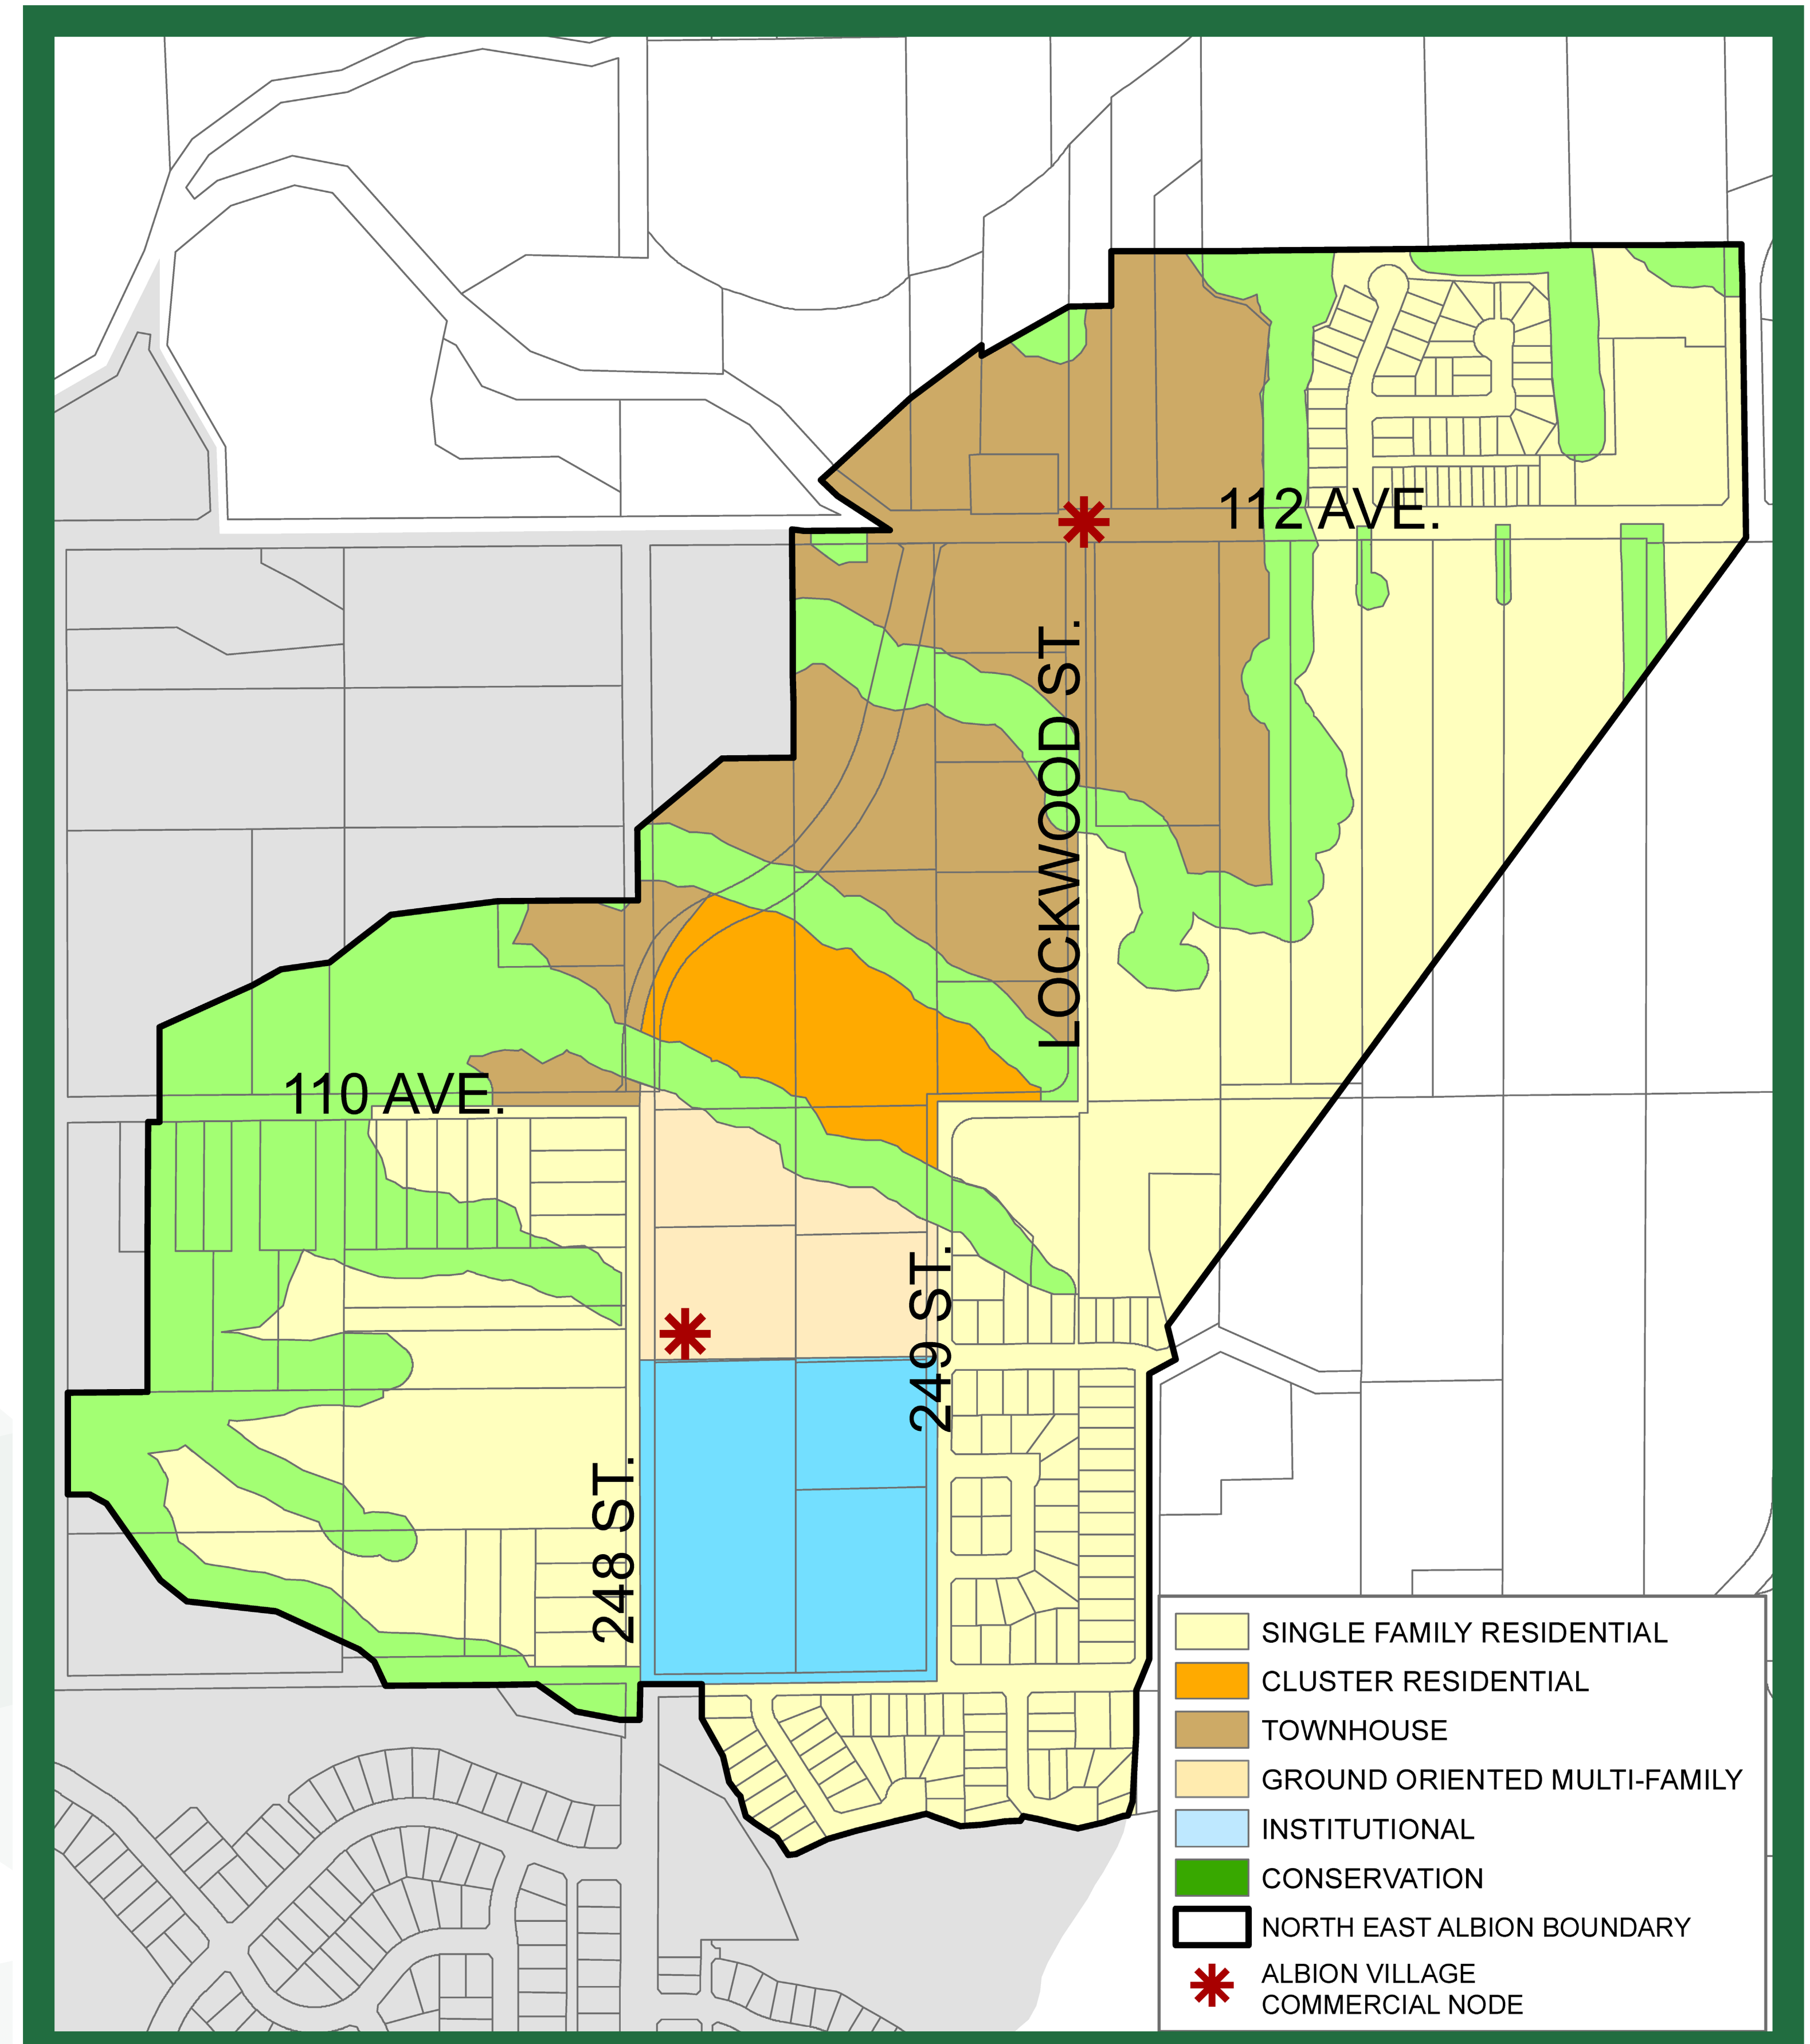 112 AVE.
LOCKWOOD ST.
110 AVE.
249 ST.
248 ST.
SINGLE FAMILY RESIDENTIAL
CLUSTER RESIDENTIAL
TOWNHOUSE
GROUND ORIENTED MULTI-FAMILY
INSTITUTIONAL
CONSERVATION
NORTH EAST ALBION BOUNDARY
ALBION VILLAGE
COMMERCIAL NODE